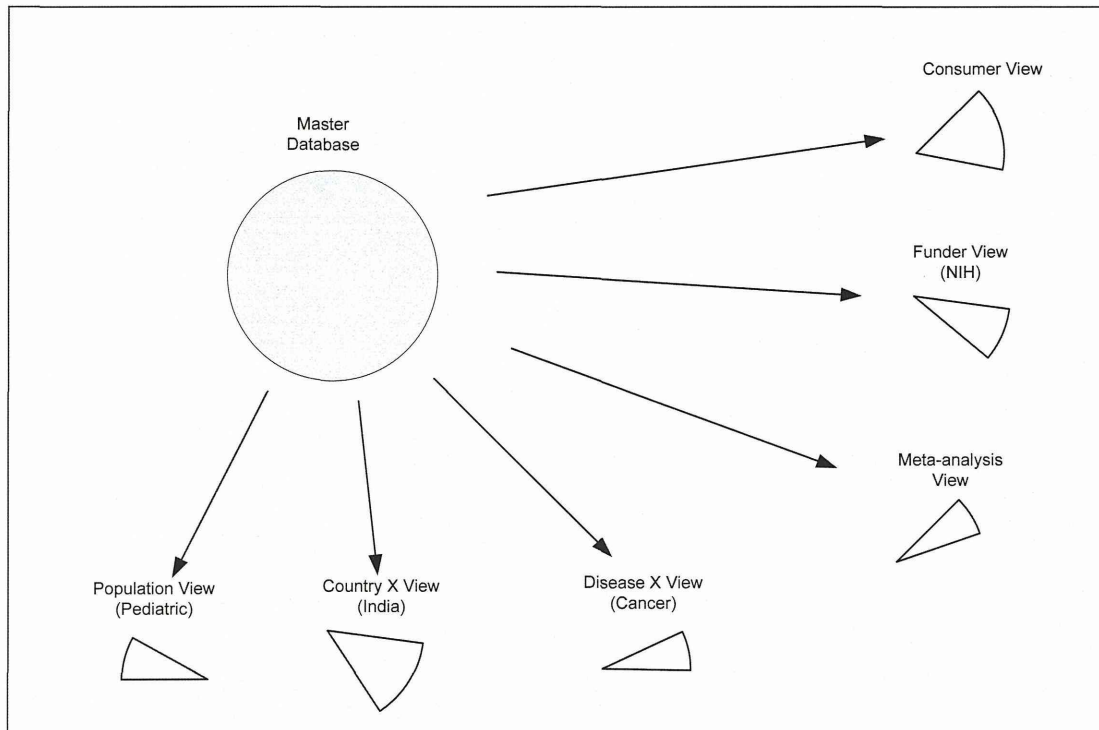 Consumer View
Master
Database
Funder View
(NIH)
Meta-analysis
View
Population View
(Pediatric)
Country X View
(India)
Disease X View
(Cancer)